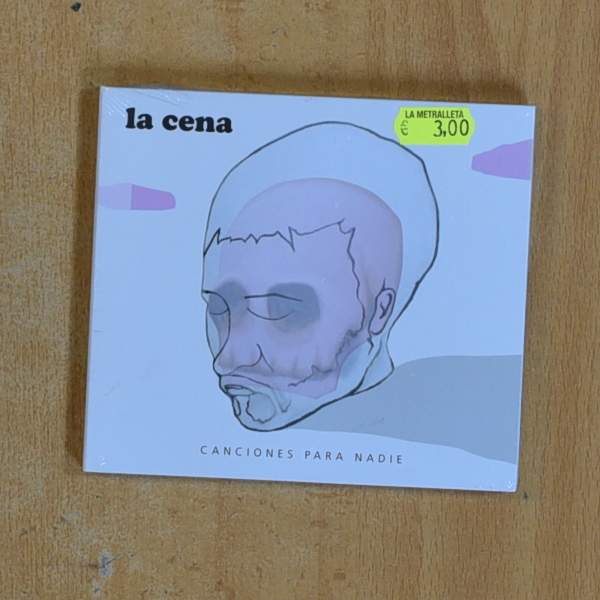 la cena
LA METRALLETA
€ 3,00
CANCIONES PARA NADIE